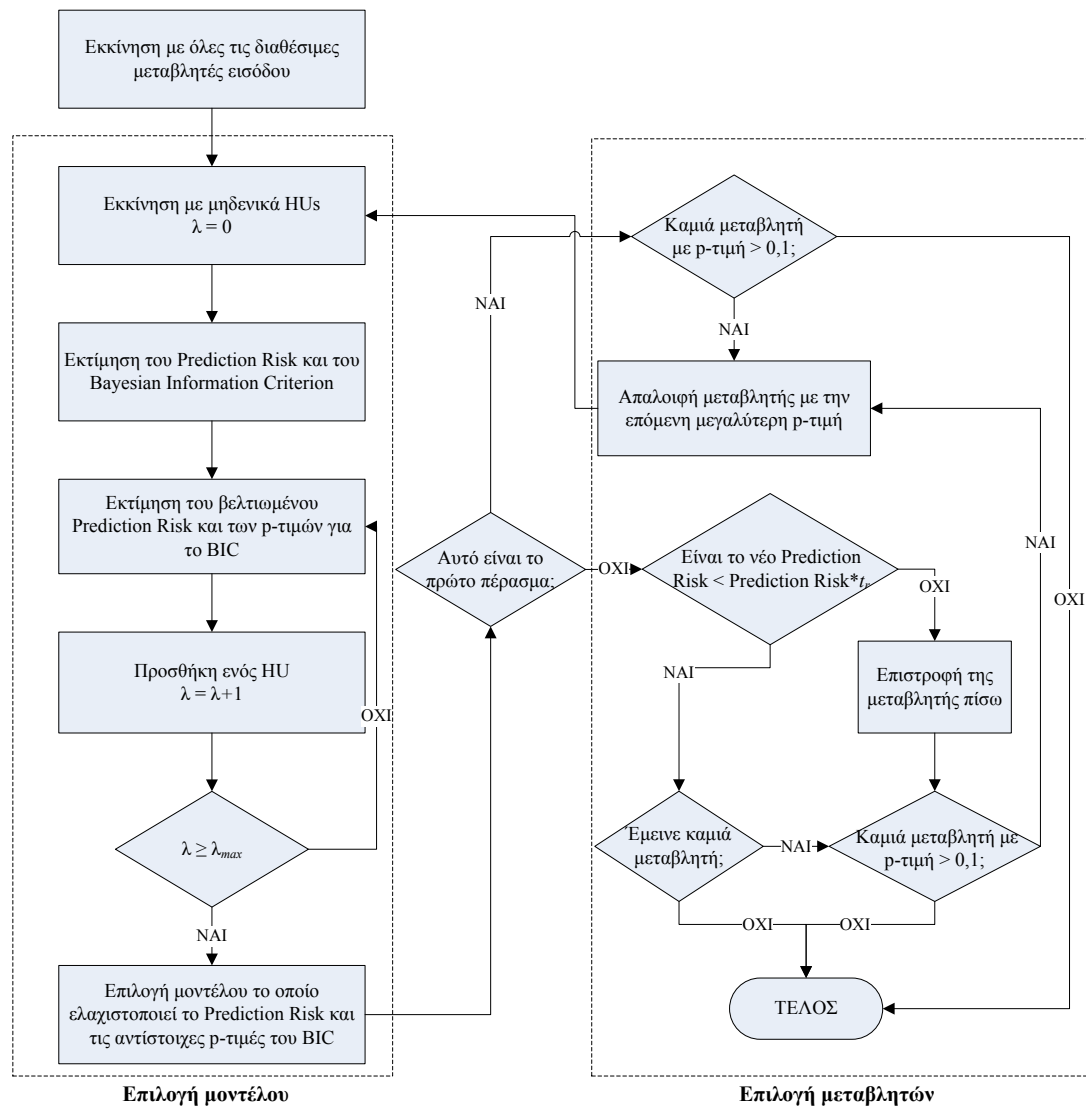 Εκκίνηση με όλες τις διαθέσιμες
μεταβλητές εισόδου
Εκκίνηση με μηδενικά HUs
λ = 0
Εκτίμηση του Prediction Risk και του
Bayesian Information Criterion
Εκτίμηση του βελτιωμένου
Prediction Risk και των p-τιμών για
το BIC
Προσθήκη ενός HU
λ = λ+1
ΟΧΙ
λ ≥ λmax
ΝΑΙ
Επιλογή μοντέλου το οποίο
ελαχιστοποιεί το Prediction Risk και
τις αντίστοιχες p-τιμές του BIC
Επιλογή μοντέλου
Αυτό είναι το
πρώτο πέρασμα;
ΝΑΙ
ΟΧΙ
Καμιά μεταβλητή
με p-τιμή > 0,1;
ΝΑΙ
ΟΧΙ
Απαλοιφή μεταβλητής με την
επόμενη μεγαλύτερη p-τιμή
Είναι το νέο Prediction
Risk < Prediction Risk*tr
ΟΧΙ
ΝΑΙ
Επιστροφή της
μεταβλητής πίσω
Έμεινε καμιά
μεταβλητή;
ΝΑΙ
Καμιά μεταβλητή με
p-τιμή > 0,1;
ΝΑΙ
ΟΧΙ
ΟΧΙ
ΤΕΛΟΣ
Επιλογή μεταβλητών